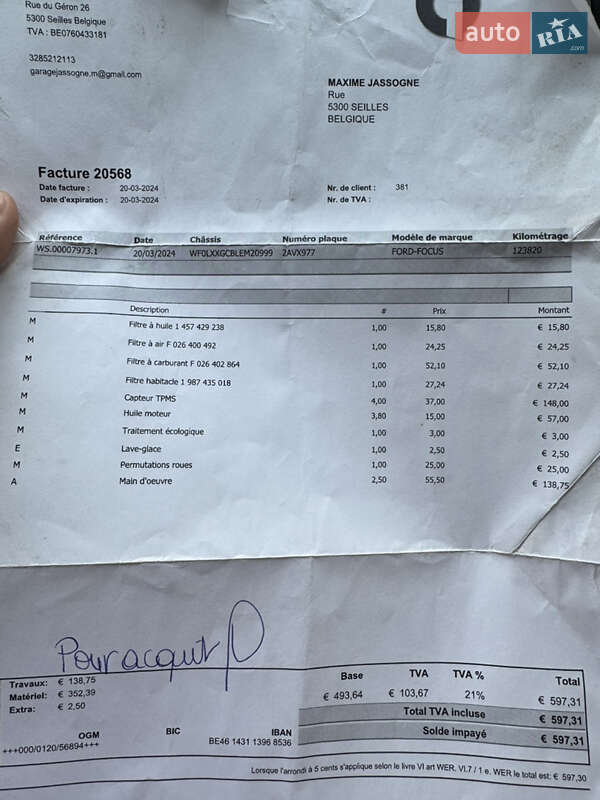 Rue du Géron 26
5300 Seilles Belgique
TVA : BE0760433181
3285212113
garagejassogne.m@gmail.com
auto RIA .com
MAXIME JASSOGNE
Rue
5300 SEILLES
BELGIQUE
Facture 20568
Date facture : 20-03-2024 Nr. de client : 381
Date d'expiration : 20-03-2024 Nr. de TVA :
Référence Date Châssis Numéro plaque Modèle de marque Kilométrage
WS.00007973.1 20/03/2024 WF0LXXGCBLEM20999 2AVX977 FORD-FOCUS 123820
Description # Prix Montant
M Filtre à huile 1 457 429 238 1,00 15,80 € 15,80
M Filtre à air F 026 400 492 1,00 24,25 € 24,25
M Filtre à carburant F 026 402 864 1,00 52,10 € 52,10
M Filtre habitacle 1 987 435 018 1,00 27,24 € 27,24
M Capteur TPMS 4,00 37,00 € 148,00
M Huile moteur 3,80 15,00 € 57,00
M Traitement écologique 1,00 3,00 € 3,00
E Lave-glace 1,00 2,50 € 2,50
M Permutations roues 1,00 25,00 € 25,00
A Main d'oeuvre 2,50 55,50 € 138,75
Pour acquit
Travaux: € 138,75
Matériel: € 352,39
Extra: € 2,50
Base TVA TVA % Total
€ 493,64 € 103,67 21% € 597,31
Total TVA incluse € 597,31
Solde impayé € 597,31
OGM BIC IBAN
+++000/0120/56894+++ BE46 1431 1396 8536
Lorsque l'arrondi à 5 cents s'applique selon le livre VI art WER. VI.7 / 1 e. WER le total est: € 597,30